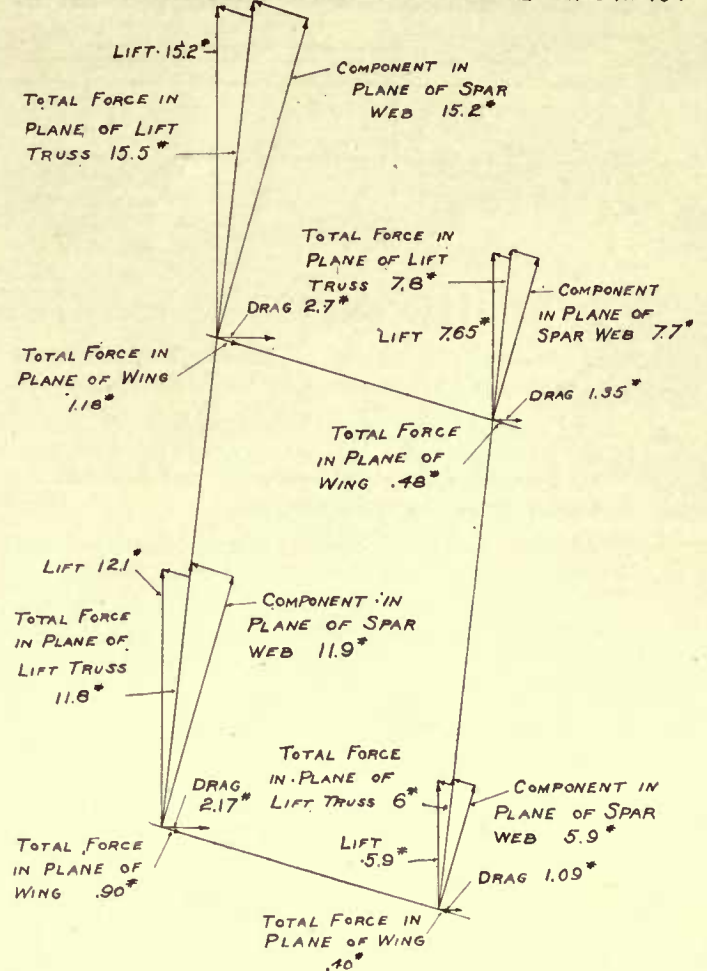 LIFT 15.2#
TOTAL FORCE IN
PLANE OF LIFT
TRUSS 15.5#
COMPONENT IN
PLANE OF SPAR
WEB 15.2#
TOTAL FORCE IN
PLANE OF LIFT
TRUSS 7.8#
DRAG 2.7#
LIFT 7.65#
COMPONENT
IN PLANE OF
SPAR WEB 7.7#
TOTAL FORCE IN
PLANE OF WING
1.18#
DRAG 1.35#
TOTAL FORCE
IN PLANE OF
WING .48#
LIFT 12.1#
TOTAL FORCE
IN PLANE OF
LIFT TRUSS
11.8#
COMPONENT IN
PLANE OF SPAR
WEB 11.9#
TOTAL FORCE
IN PLANE OF
LIFT TRUSS 6#
DRAG
2.17#
COMPONENT IN
PLANE OF SPAR
WEB 5.9#
LIFT
5.9#
TOTAL FORCE
IN PLANE OF
WING .90#
DRAG 1.09#
TOTAL FORCE IN
PLANE OF WING
.40#